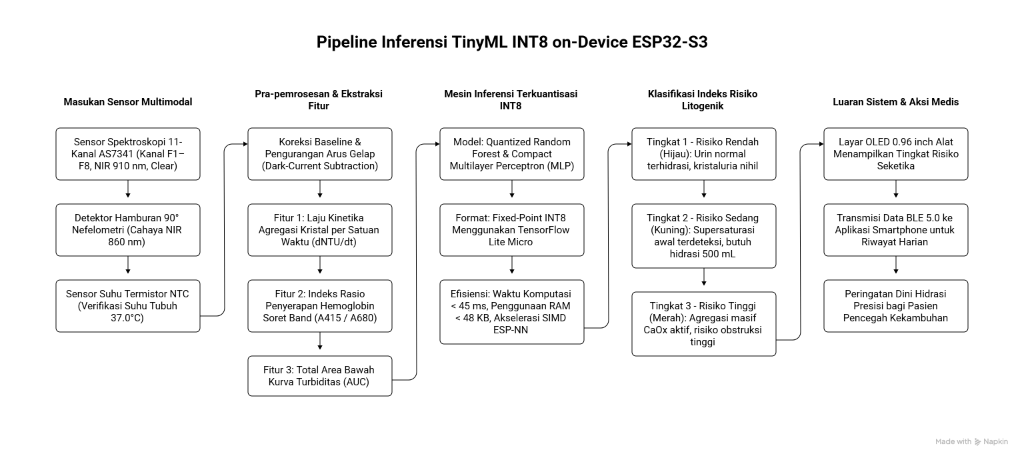 Pipeline Inferensi TinyML INT8 on-Device ESP32-S3
Masukan Sensor Multimodal
Sensor Spektroskopi 11-
Kanal AS7341 (Kanal F1–
F8, NIR 910 nm, Clear)
Detektor Hamburan 90°
Nefelometri (Cahaya NIR
860 nm)
Sensor Suhu Termistor NTC
(Verifikasi Suhu Tubuh
37.0°C)
Pra-pemrosesan & Ekstraksi
Fitur
Koreksi Baseline &
Pengurangan Arus Gelap
(Dark-Current Subtraction)
Fitur 1: Laju Kinetika
Agregasi Kristal per Satuan
Waktu (dNTU/dt)
Fitur 2: Indeks Rasio
Penyerapan Hemoglobin
Soret Band (A415 / A680)
Fitur 3: Total Area Bawah
Kurva Turbiditas (AUC)
Mesin Inferensi Terkuantisasi
INT8
Model: Quantized Random
Forest & Compact
Multilayer Perceptron (MLP)
Format: Fixed-Point INT8
Menggunakan TensorFlow
Lite Micro
Efisiensi: Waktu Komputasi
< 45 ms, Penggunaan RAM
< 48 KB, Akselerasi SIMD
ESP-NN
Klasifikasi Indeks Risiko
Litogenik
Tingkat 1 - Risiko Rendah
(Hijau): Urin normal
terhidrasi, kristaluria nihil
Tingkat 2 - Risiko Sedang
(Kuning): Supersaturasi
awal terdeteksi, butuh
hidrasi 500 mL
Tingkat 3 - Risiko Tinggi
(Merah): Agregasi masif
CaOx aktif, risiko obstruksi
tinggi
Luaran Sistem & Aksi Medis
Layar OLED 0.96 inch Alat
Menampilkan Tingkat Risiko
Seketika
Transmisi Data BLE 5.0 ke
Aplikasi Smartphone untuk
Riwayat Harian
Peringatan Dini Hidrasi
Presisi bagi Pasien
Pencegah Kekambuhan
Made with Napkin